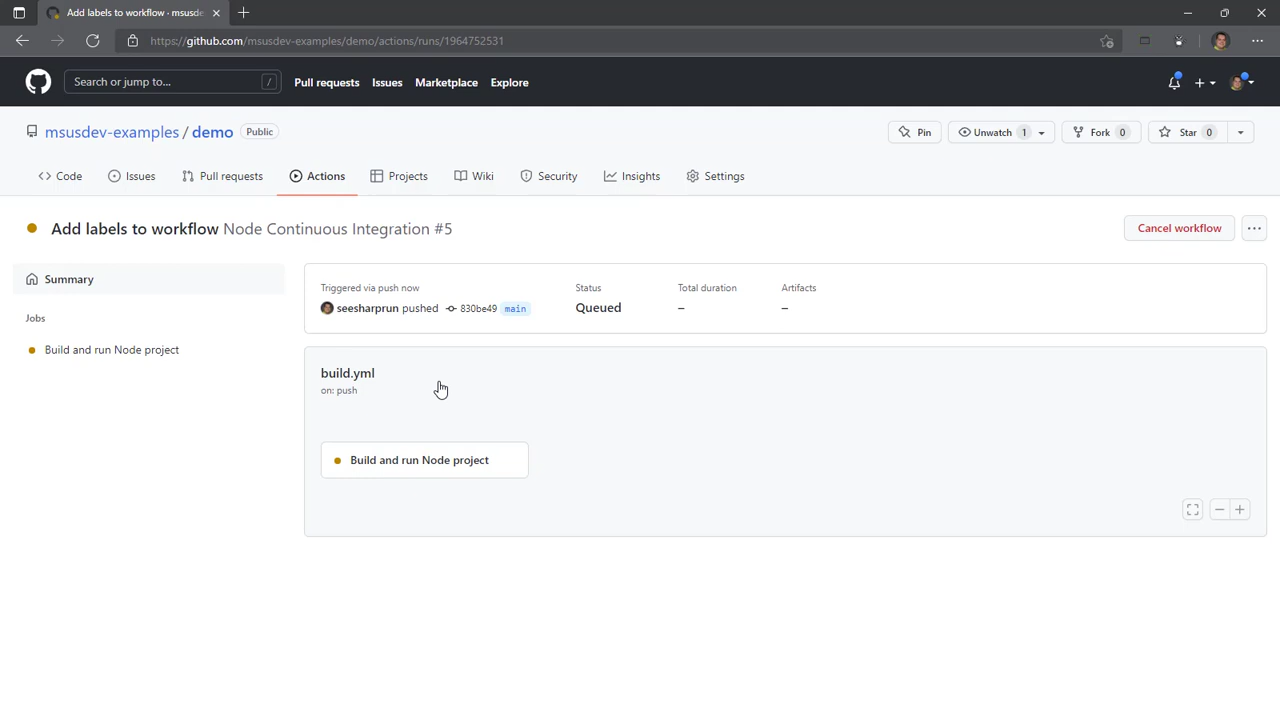 Add labels to workflow · msusde
https://github.com/msusdev-examples/demo/actions/runs/1964752531
Search or jump to... /
Pull requests Issues Marketplace Explore
msusdev-examples / demo Public
Pin Unwatch 1 Fork 0 Star 0
Code Issues Pull requests Actions Projects Wiki Security Insights Settings
Add labels to workflow Node Continuous Integration #5
Cancel workflow
Summary
Jobs
Build and run Node project
Triggered via push now
seesharprun pushed 830be49 main
Status
Queued
Total duration
–
Artifacts
–
build.yml
on: push
Build and run Node project